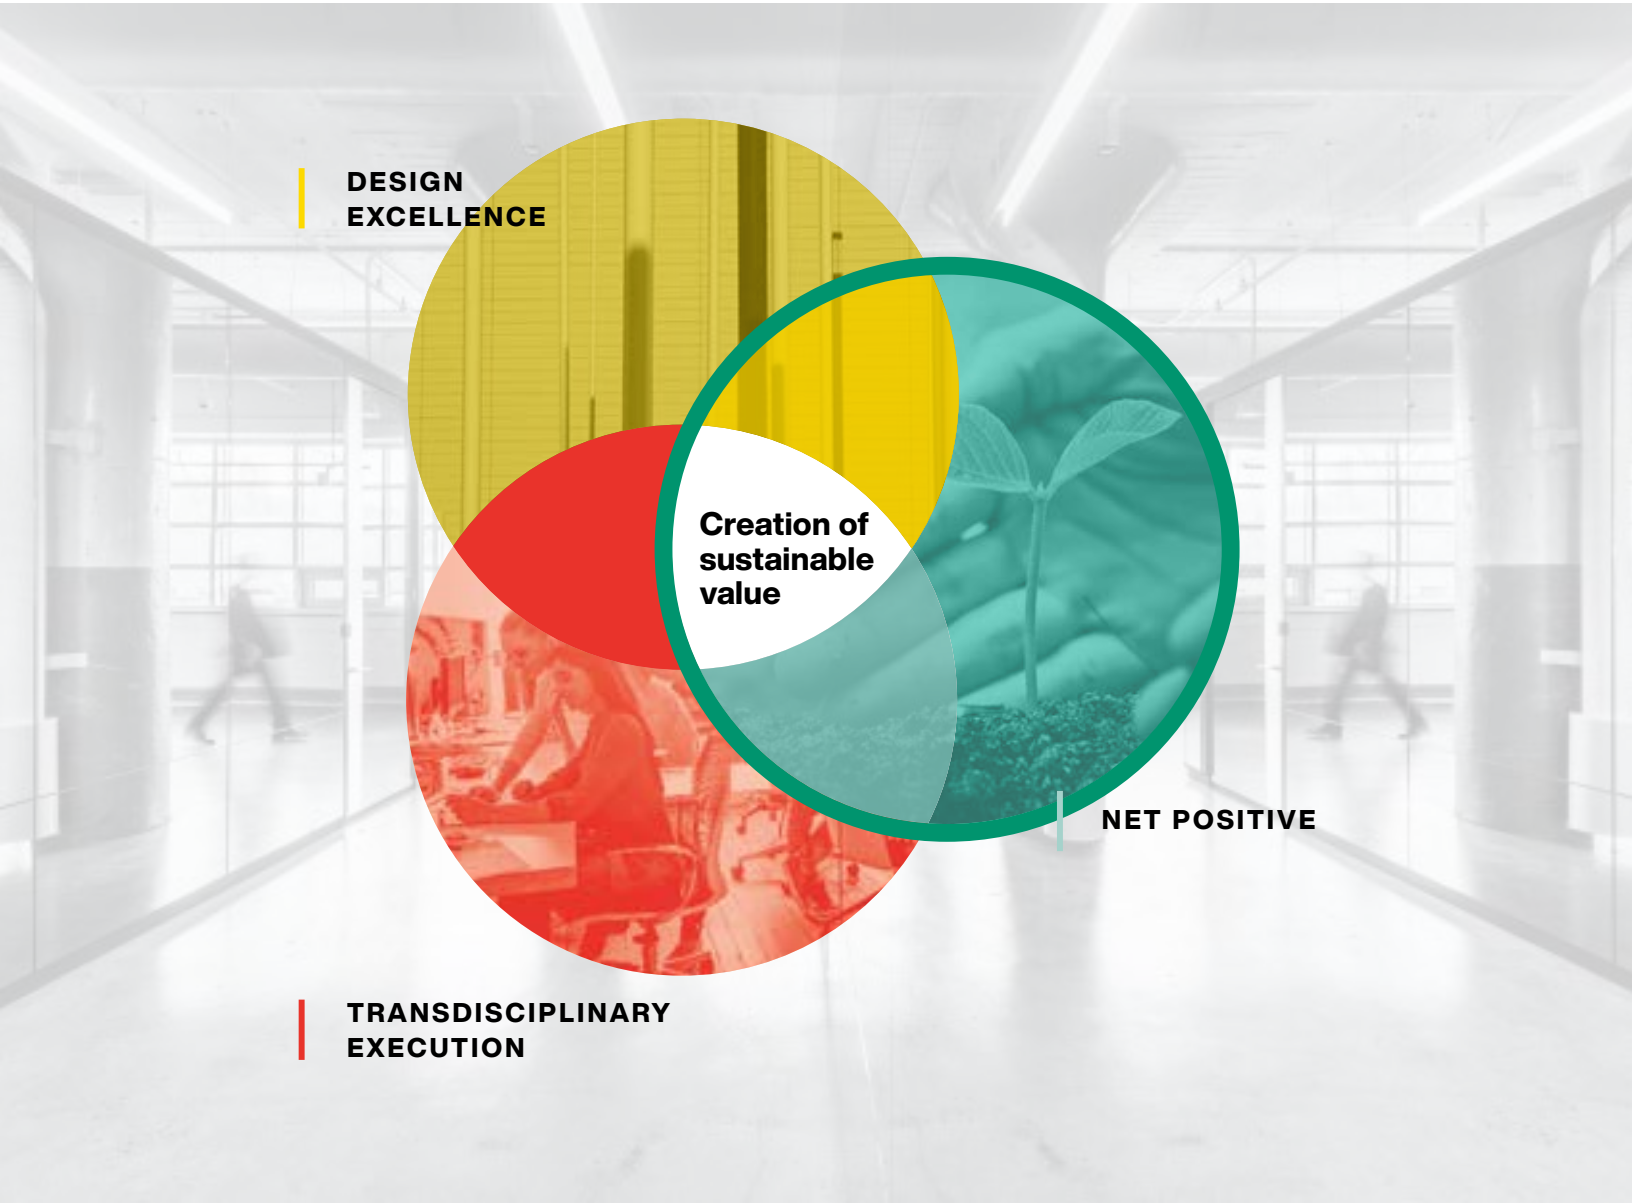 DESIGN
EXCELLENCE
Creation of
sustainable
value
NET POSITIVE
TRANSDISCIPLINARY
EXECUTION